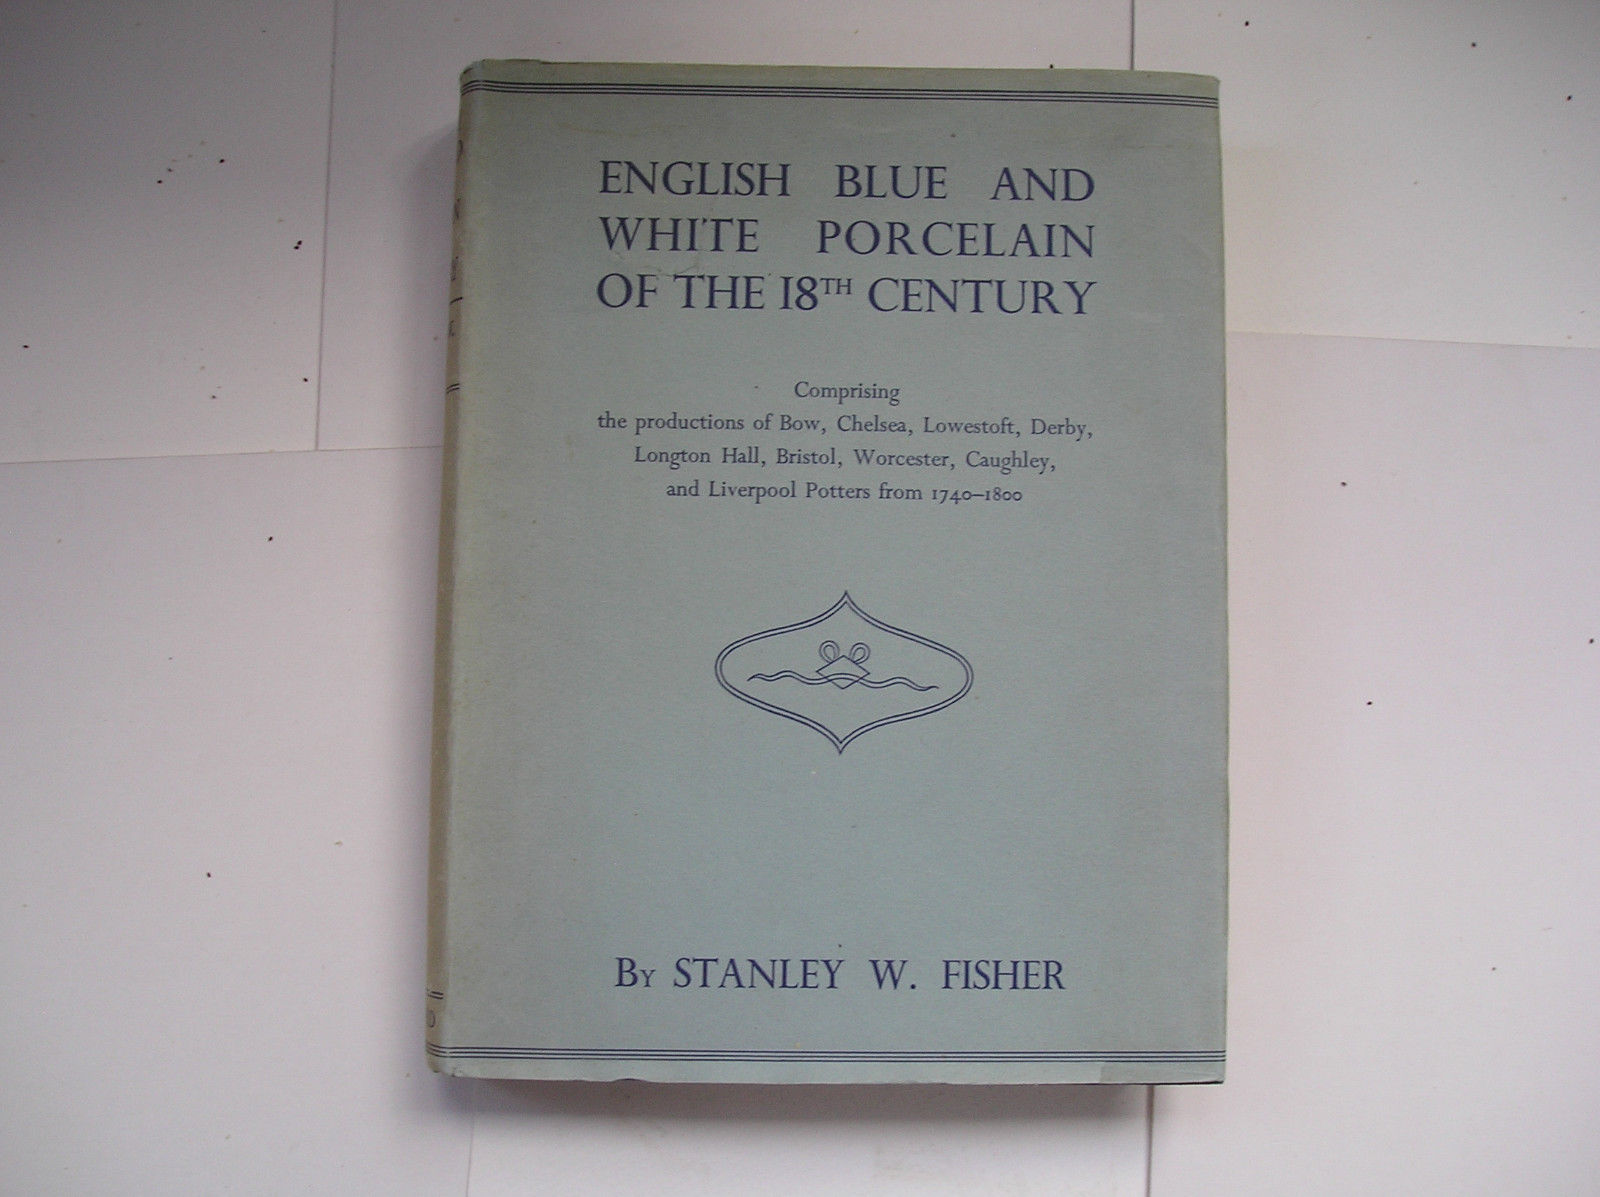 ENGLISH BLUE AND
WHITE PORCELAIN
OF THE 18TH CENTURY
Comprising
the productions of Bow, Chelsea, Lowestoft, Derby,
Longton Hall, Bristol, Worcester, Caughley,
and Liverpool Potters from 1740–1800
BY STANLEY W. FISHER